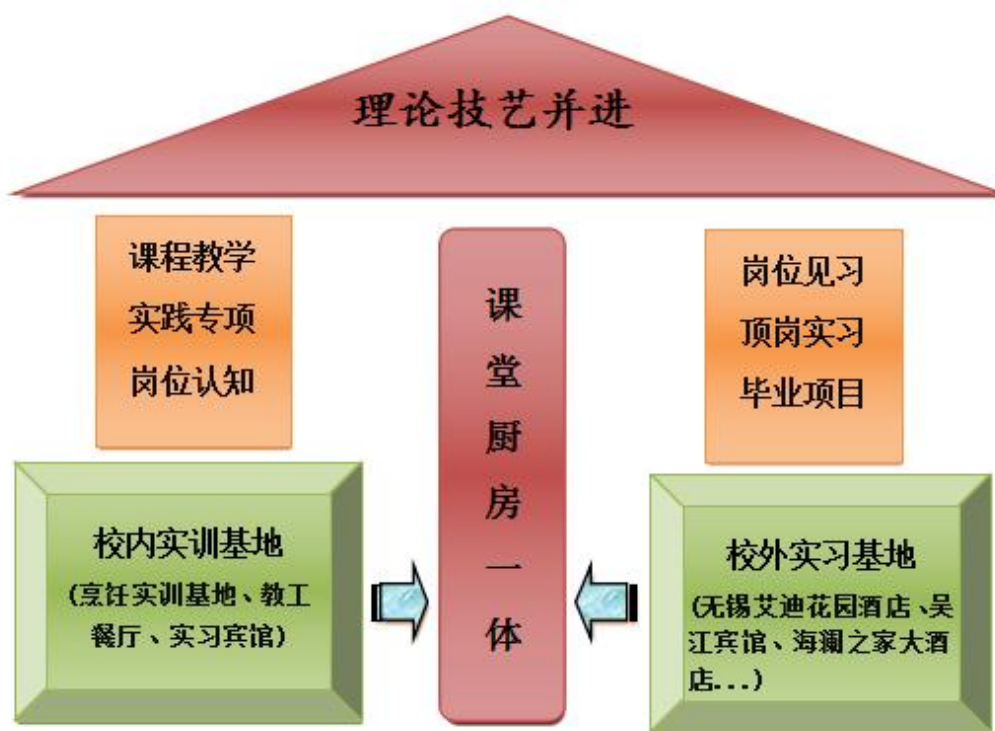 理论技艺并进
课程教学
实践专项
岗位认知
课堂厨房一体
岗位见习
顶岗实习
毕业项目
校内实训基地
(烹饪实训基地、教工
餐厅、实习宾馆)
校外实习基地
(无锡艾迪花园酒店、吴
江宾馆、海澜之家大酒
店...)